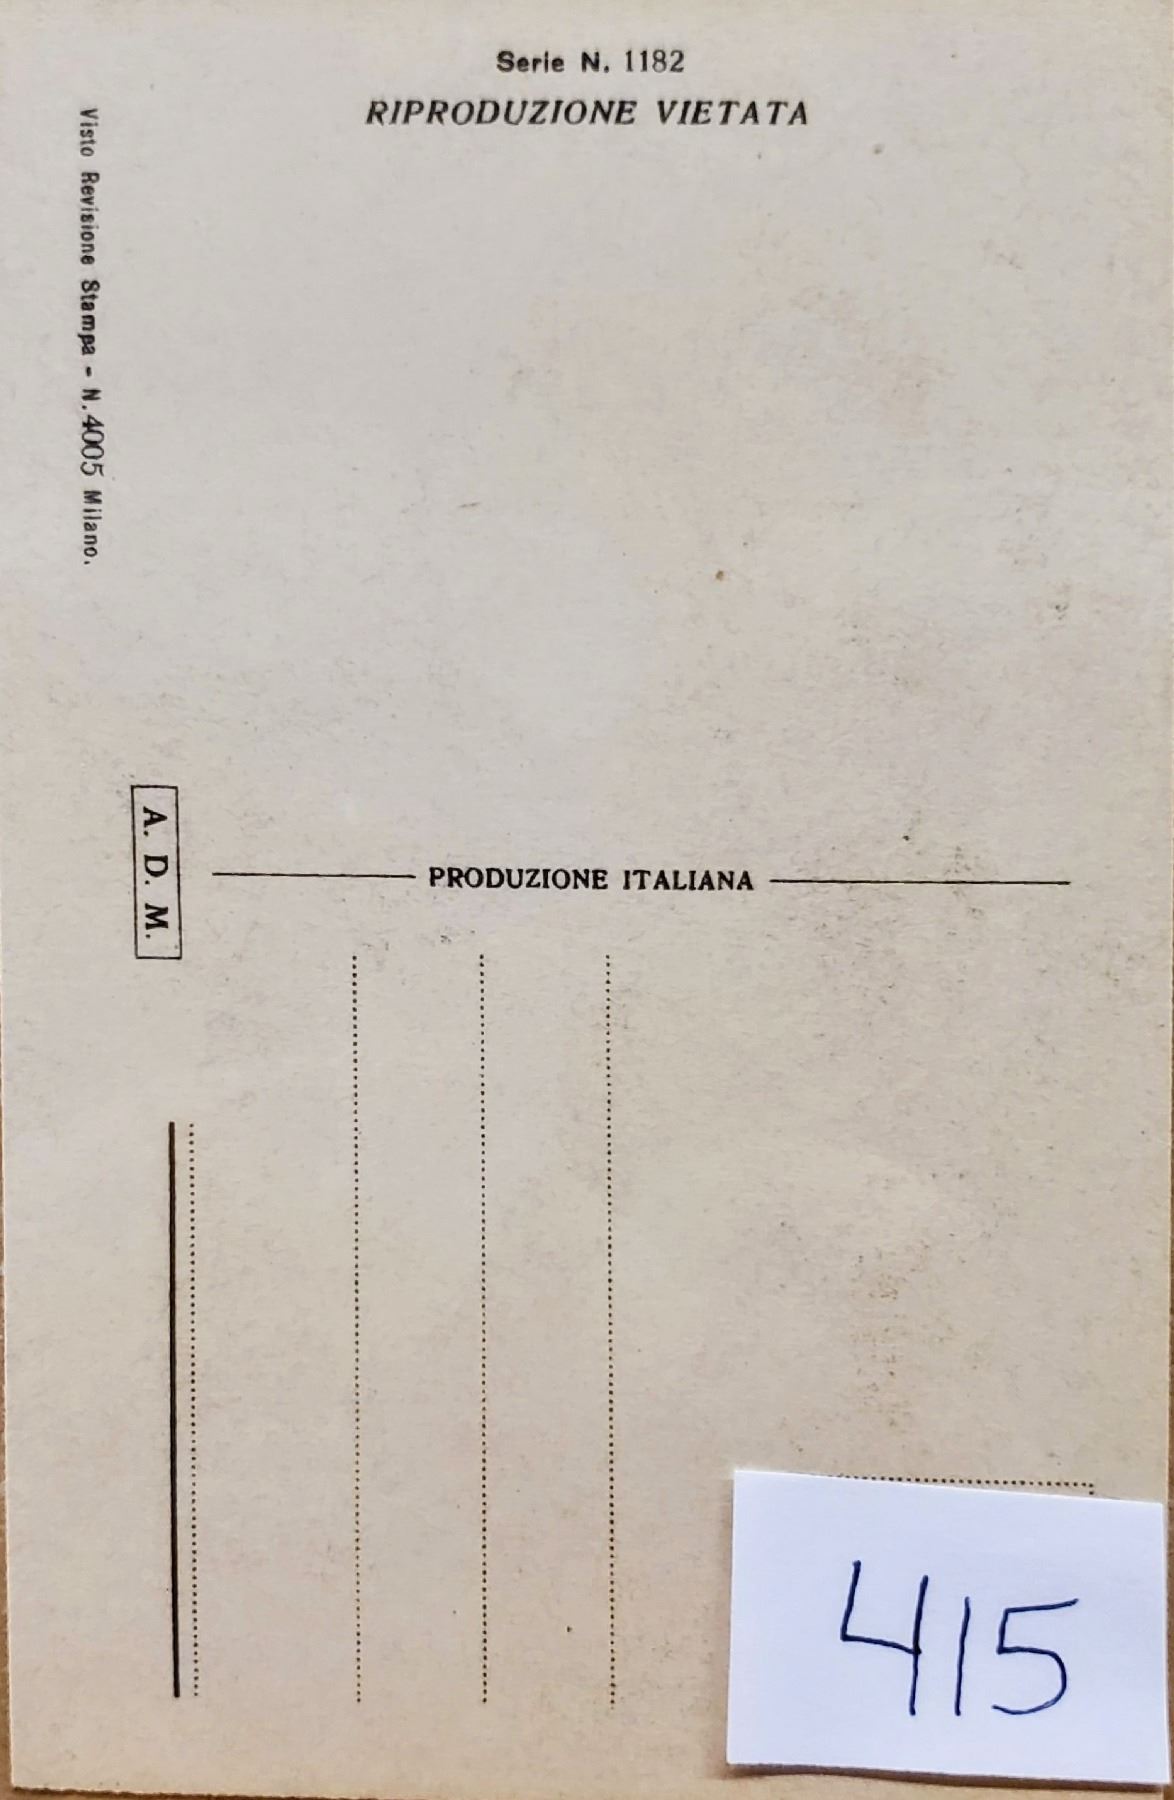 Serie N. 1182
RIPRODUZIONE VIETATA
Visto Revisione Stampa - N. 4005 Milano.
A. D. M.
PRODUZIONE ITALIANA
415